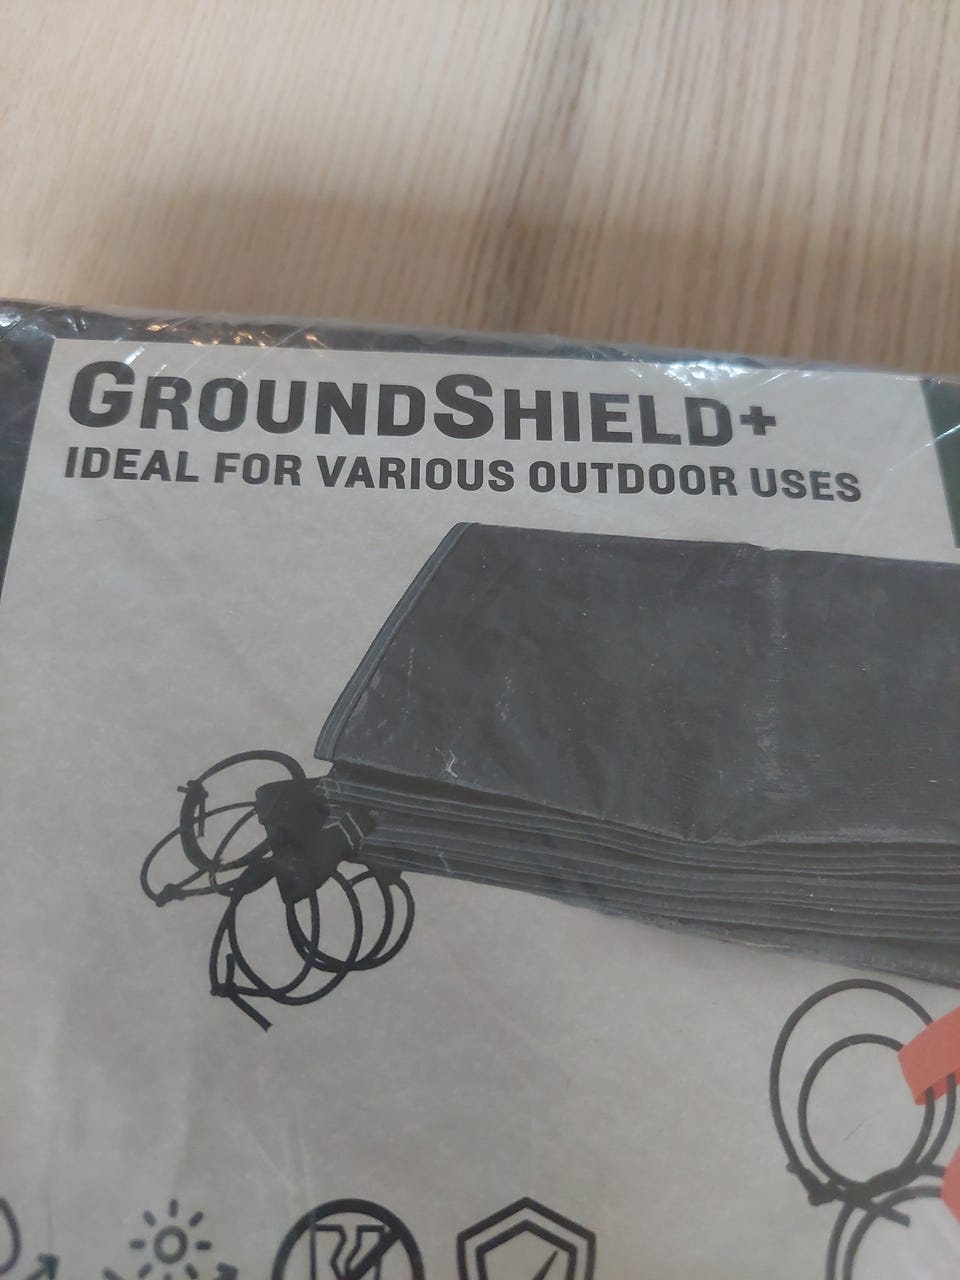 GROUNDSHIELD+
IDEAL FOR VARIOUS OUTDOOR USES